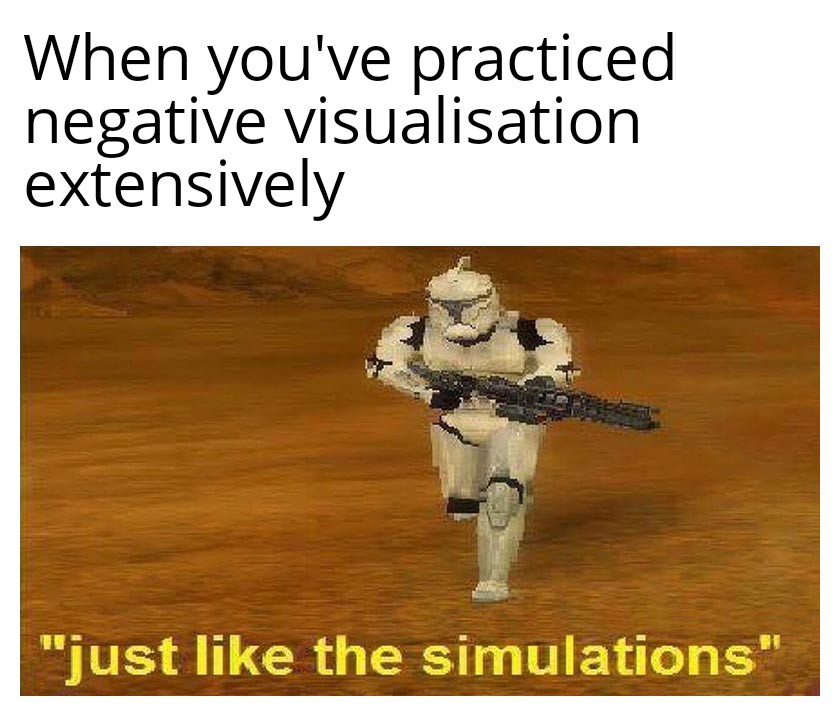 When you've practiced
negative visualisation
extensively
"just like the simulations"